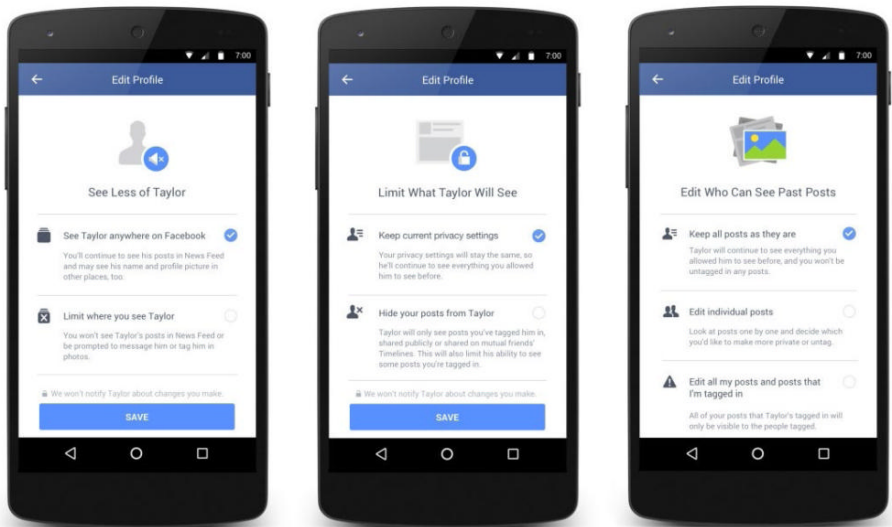 7:00
Edit Profile
See Less of Taylor
See Taylor anywhere on Facebook
You'll continue to see his posts in News Feed
and may see his name and profile picture in
other places, too.
Limit where you see Taylor
You won't see Taylor's posts in News Feed or
be prompted to message him or tag him in
photos.
We won't notify Taylor about changes you make.
SAVE
7:00
Edit Profile
Limit What Taylor Will See
Keep current privacy settings
Your privacy settings will stay the same, so
he'll continue to see everything you allowed
him to see before.
Hide your posts from Taylor
Taylor will only see posts you've tagged him in,
shared publicly or shared on mutual friends'
Timelines. This will also limit his ability to see
some posts you're tagged in.
We won't notify Taylor about changes you make.
SAVE
7:00
Edit Profile
Edit Who Can See Past Posts
Keep all posts as they are
Taylor will continue to see everything you
allowed him to see before, and you won't be
untagged in any posts.
Edit individual posts
Look at posts one by one and decide which
you'd like to make more private or untag.
Edit all my posts and posts that
I'm tagged in
All of your posts that Taylor's tagged in will
only be visible to the people tagged.